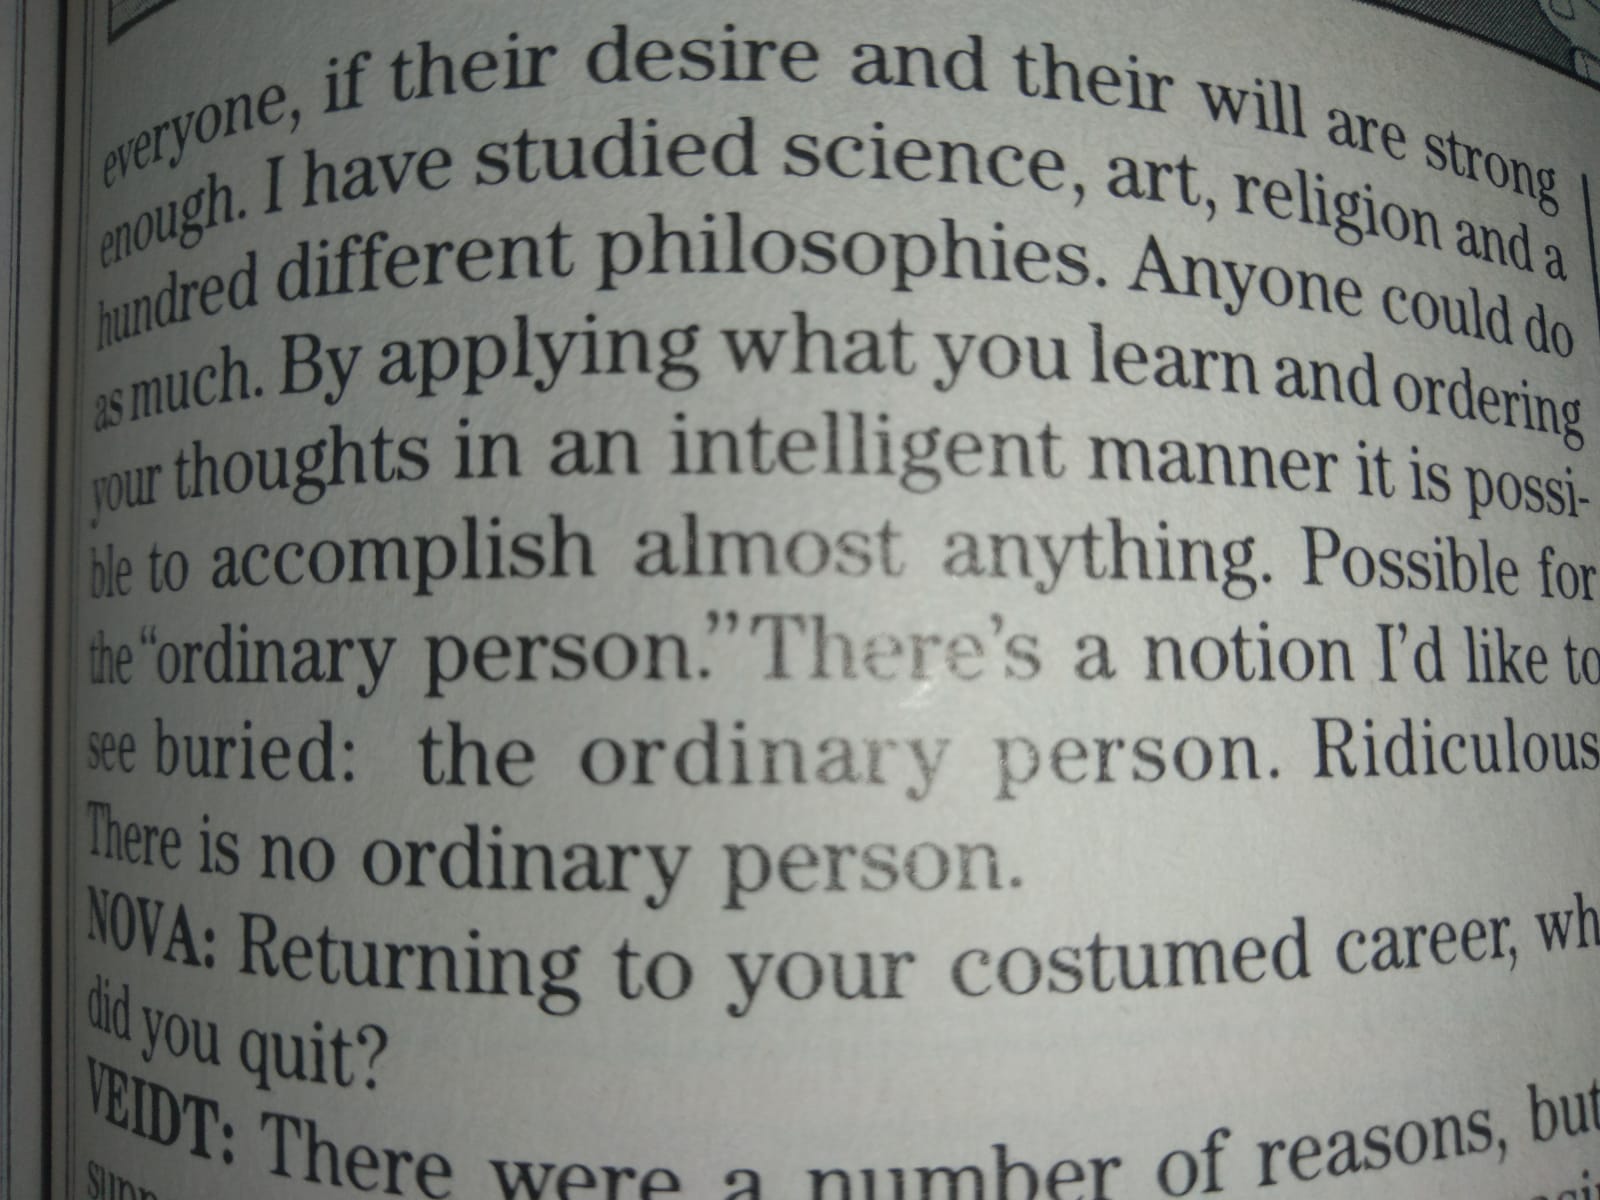 everyone, if their desire and their will are strong
enough. I have studied science, art, religion and a
hundred different philosophies. Anyone could do
as much. By applying what you learn and ordering
your thoughts in an intelligent manner it is possi-
ble to accomplish almost anything. Possible for
the “ordinary person.” There’s a notion I’d like to
see buried: the ordinary person. Ridiculous
There is no ordinary person.
NOVA: Returning to your costumed career, wh
did you quit?
VEIDT: There were a number of reasons, but